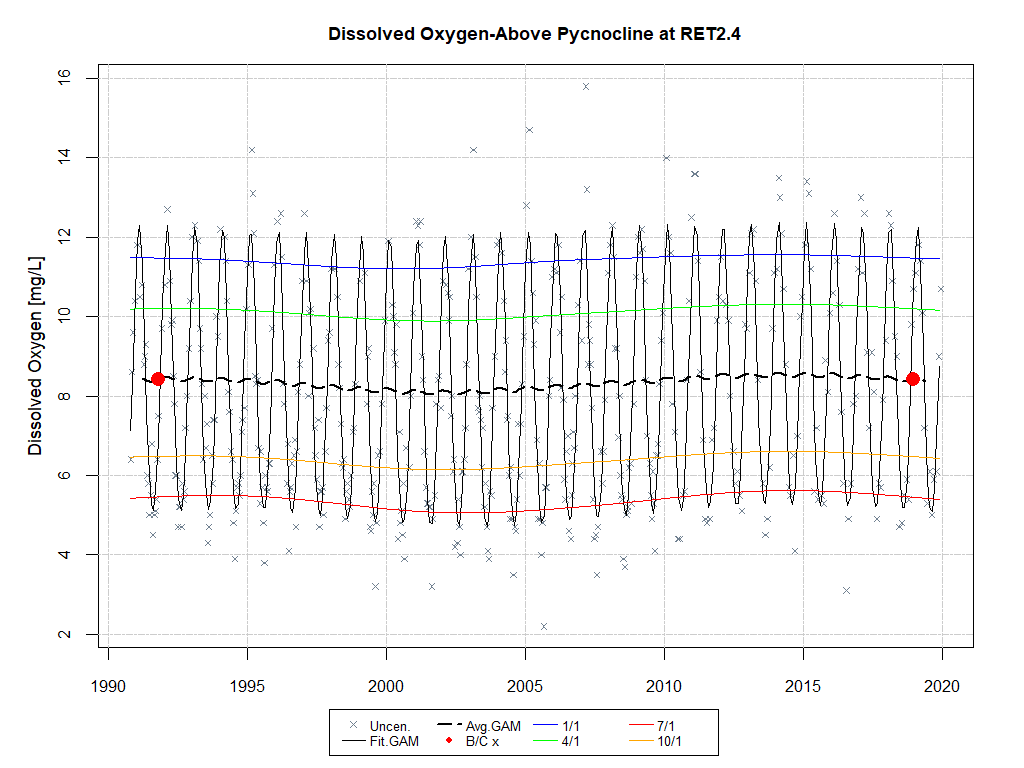 Dissolved Oxygen-Above Pycnocline at RET2.4
Dissolved Oxygen [mg/L]
16
14
12
10
8
6
4
2
1990 1995 2000 2005 2010 2015 2020
Uncen. Avg.GAM 1/1 7/1
Fit.GAM B/C x 4/1 10/1